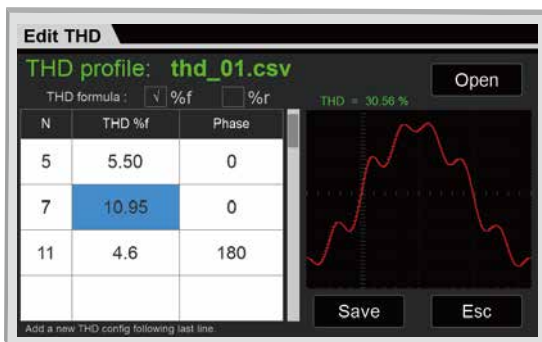 Edit THD
THD profile: thd_01.csv
Open
THD formula : √ %f %r
THD = 30.56 %
N THD %f Phase
5 5.50 0
7 10.95 0
11 4.6 180
Save Esc
Add a new THD config following last line.